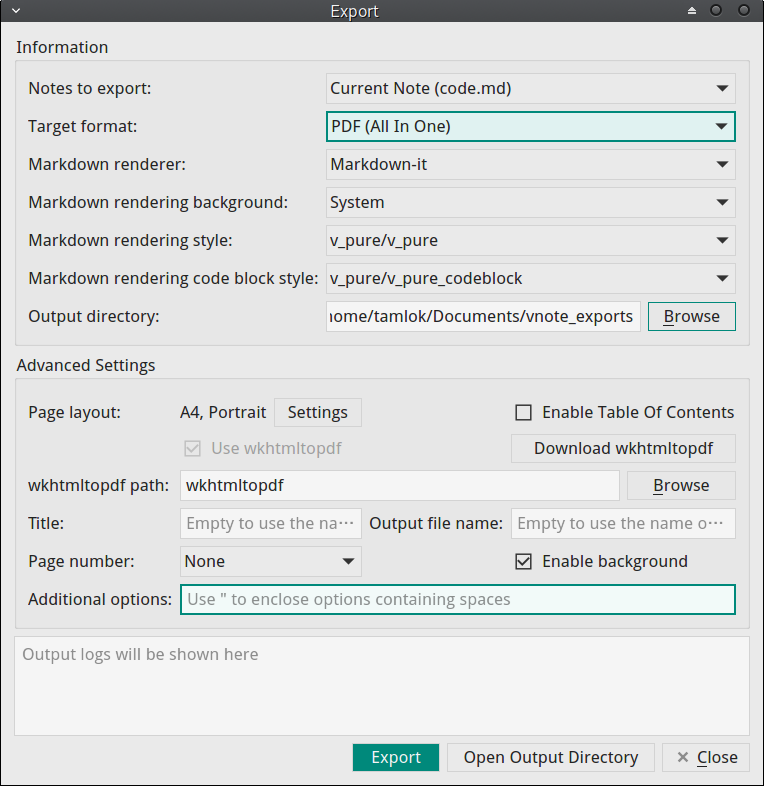 Export
Information
Notes to export: Current Note (code.md)
Target format: PDF (All In One)
Markdown renderer: Markdown-it
Markdown rendering background: System
Markdown rendering style: v_pure/v_pure
Markdown rendering code block style: v_pure/v_pure_codeblock
Output directory: home/tamlok/Documents/vnote_exports Browse
Advanced Settings
Page layout: A4, Portrait Settings Enable Table Of Contents
Use wkhtmltopdf Download wkhtmltopdf
wkhtmltopdf path: wkhtmltopdf Browse
Title: Empty to use the na··· Output file name: Empty to use the name o···
Page number: None Enable background
Additional options: Use " to enclose options containing spaces
Output logs will be shown here
Export Open Output Directory Close